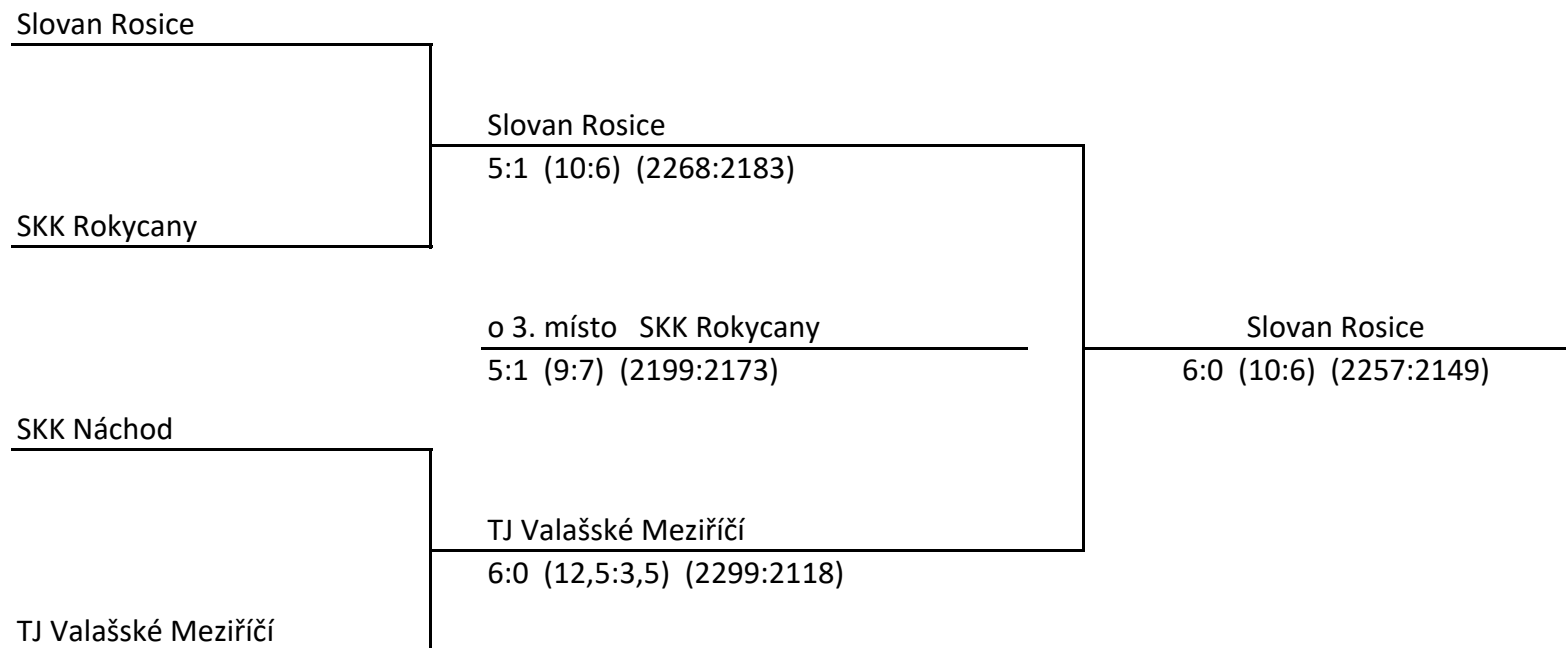 Slovan Rosice
Slovan Rosice
5:1 (10:6) (2268:2183)
SKK Rokycany
o 3. místo SKK Rokycany
Slovan Rosice
5:1 (9:7) (2199:2173)
6:0 (10:6) (2257:2149)
SKK Náchod
TJ Valašské Meziříčí
6:0 (12,5:3,5) (2299:2118)
TJ Valašské Meziříčí